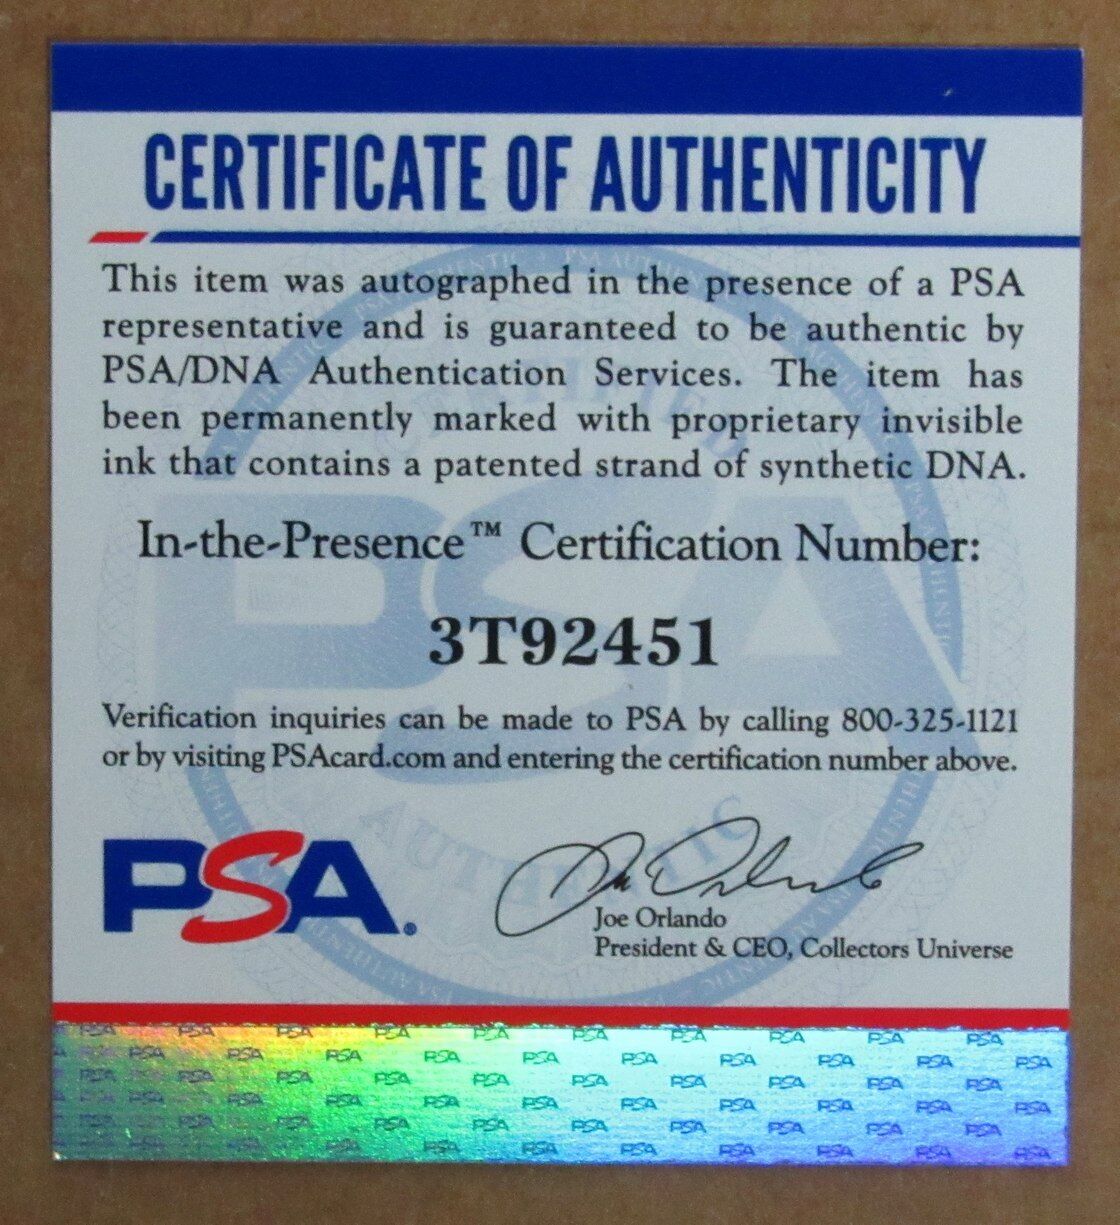 CERTIFICATE OF AUTHENTICITY
This item was autographed in the presence of a PSA
representative and is guaranteed to be authentic by
PSA/DNA Authentication Services. The item has
been permanently marked with proprietary invisible
ink that contains a patented strand of synthetic DNA.
In-the-Presence™ Certification Number:
3T92451
Verification inquiries can be made to PSA by calling 800-325-1121
or by visiting PSAcard.com and entering the certification number above.
PSA®
Joe Orlando
President & CEO, Collectors Universe